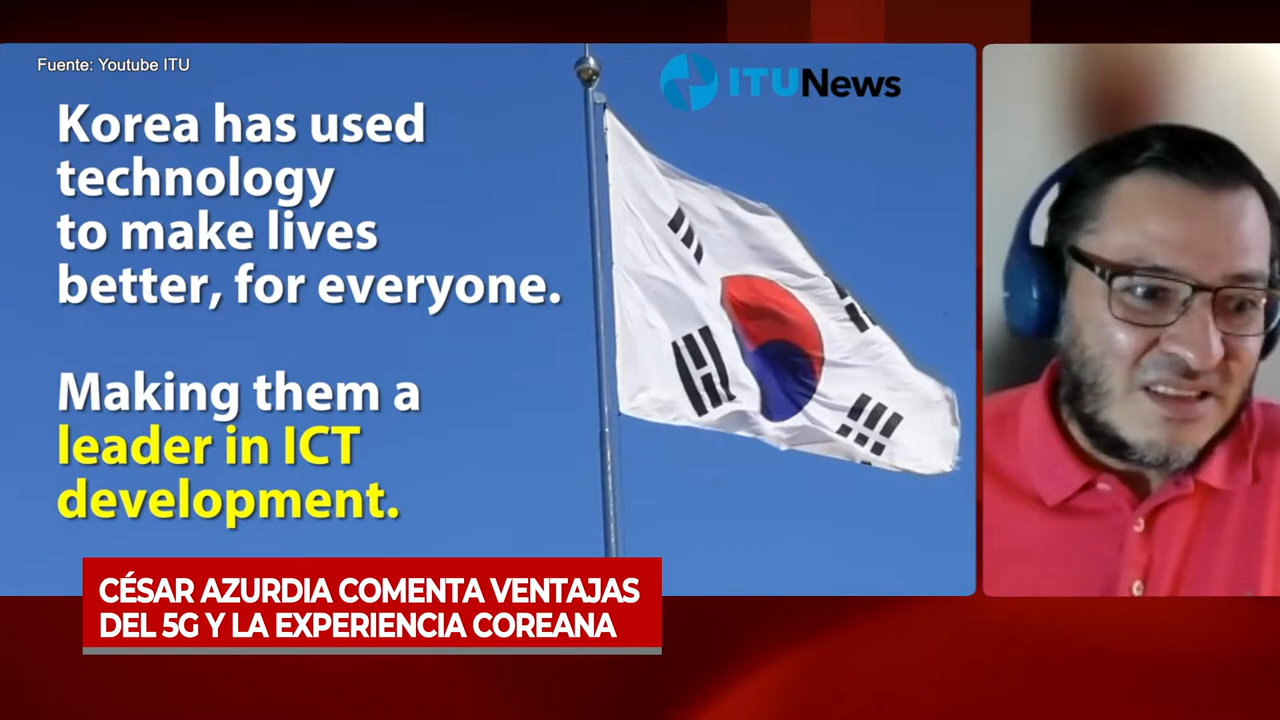 Fuente: Youtube ITU
ITUNews
Korea has used
technology
to make lives
better, for everyone.
Making them a
leader in ICT
development.
CÉSAR AZURDIA COMENTA VENTAJAS
DEL 5G Y LA EXPERIENCIA COREANA